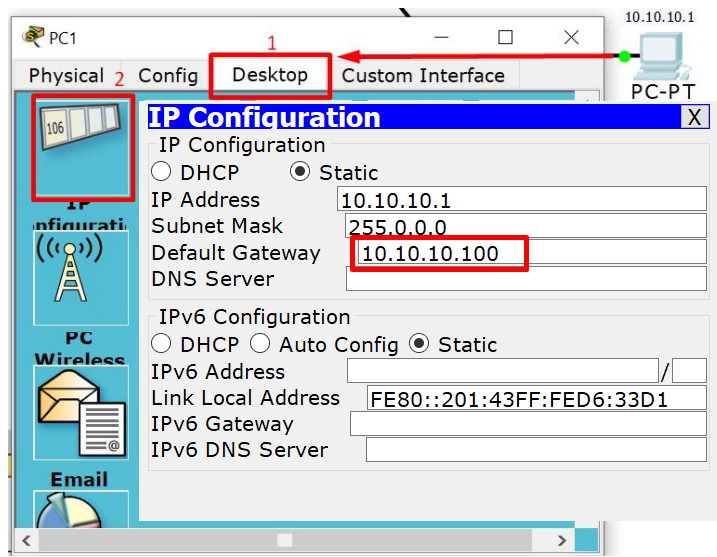 10.10.10.1
PC1
1
Physical 2 Config Desktop Custom Interface
PC-PT
106
IP Configuration X
IP Configuration
DHCP Static
IP Address 10.10.10.1
IP
Subnet Mask 255.0.0.0
nfigurati
Default Gateway 10.10.10.100
DNS Server
IPv6 Configuration
PC
DHCP Auto Config Static
Wireless
IPv6 Address /
Link Local Address FE80::201:43FF:FED6:33D1
IPv6 Gateway
@
IPv6 DNS Server
Email